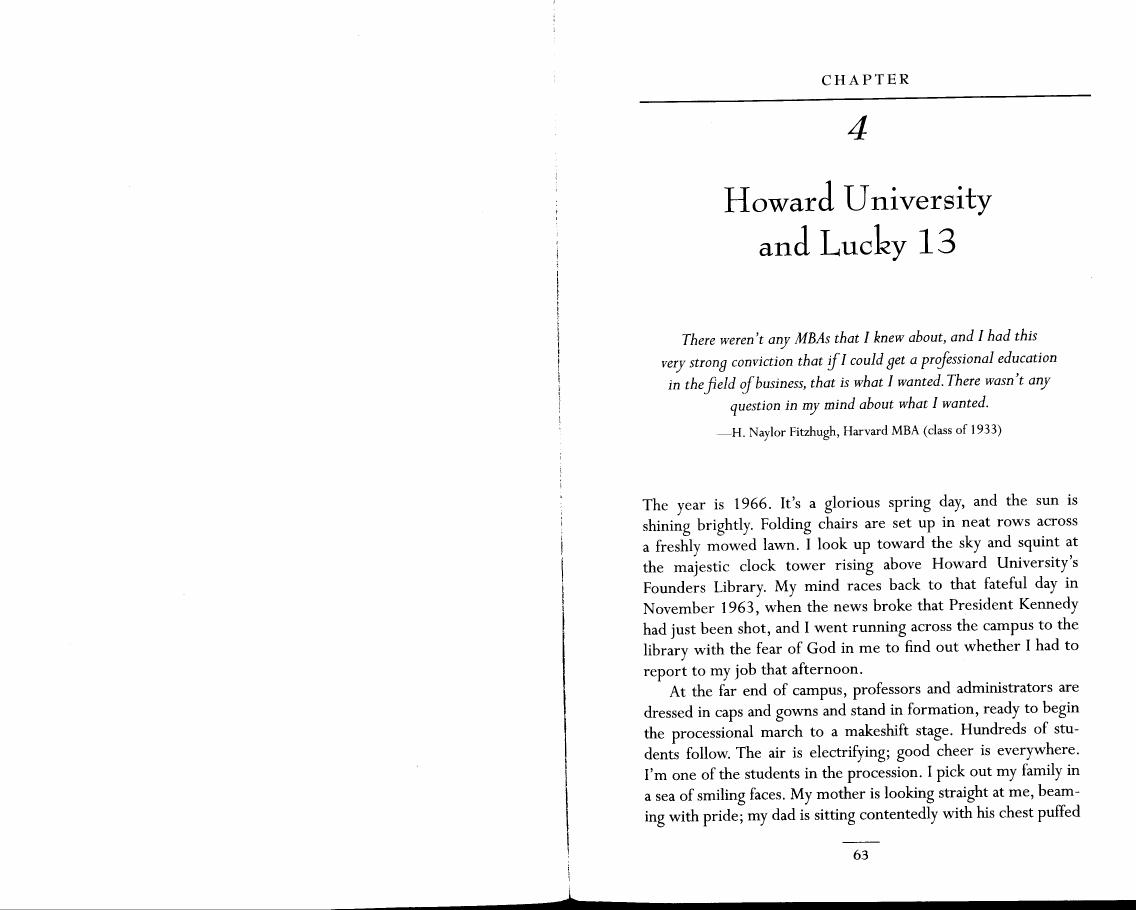 CHAPTER
4
Howard University
and Lucky 13
There weren't any MBAs that I knew about, and I had this
very strong conviction that if I could get a professional education
in the field of business, that is what I wanted. There wasn't any
question in my mind about what I wanted.
—H. Naylor Fitzhugh, Harvard MBA (class of 1933)
The year is 1966. It's a glorious spring day, and the sun is
shining brightly. Folding chairs are set up in neat rows across
a freshly mowed lawn. I look up toward the sky and squint at
the majestic clock tower rising above Howard University's
Founders Library. My mind races back to that fateful day in
November 1963, when the news broke that President Kennedy
had just been shot, and I went running across the campus to the
library with the fear of God in me to find out whether I had to
report to my job that afternoon.
At the far end of campus, professors and administrators are
dressed in caps and gowns and stand in formation, ready to begin
the processional march to a makeshift stage. Hundreds of stu-
dents follow. The air is electrifying; good cheer is everywhere.
I'm one of the students in the procession. I pick out my family in
a sea of smiling faces. My mother is looking straight at me, beam-
ing with pride; my dad is sitting contentedly with his chest puffed
63